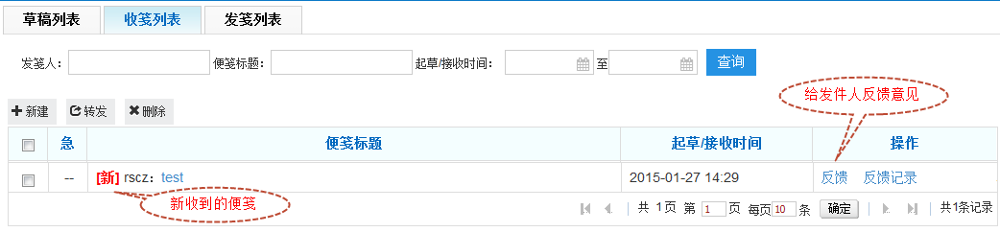 草稿列表 收笺列表 发笺列表
发笺人： 便笺标题： 起草/接收时间： 至 查询
给发件人反馈意见
新建 转发 删除
急 便笺标题 起草/接收时间 操作
-- [新] rscz：test 2015-01-27 14:29 反馈 反馈记录
新收到的便笺
共 1页 第 1 页 每页 10 条 确定 共1条记录